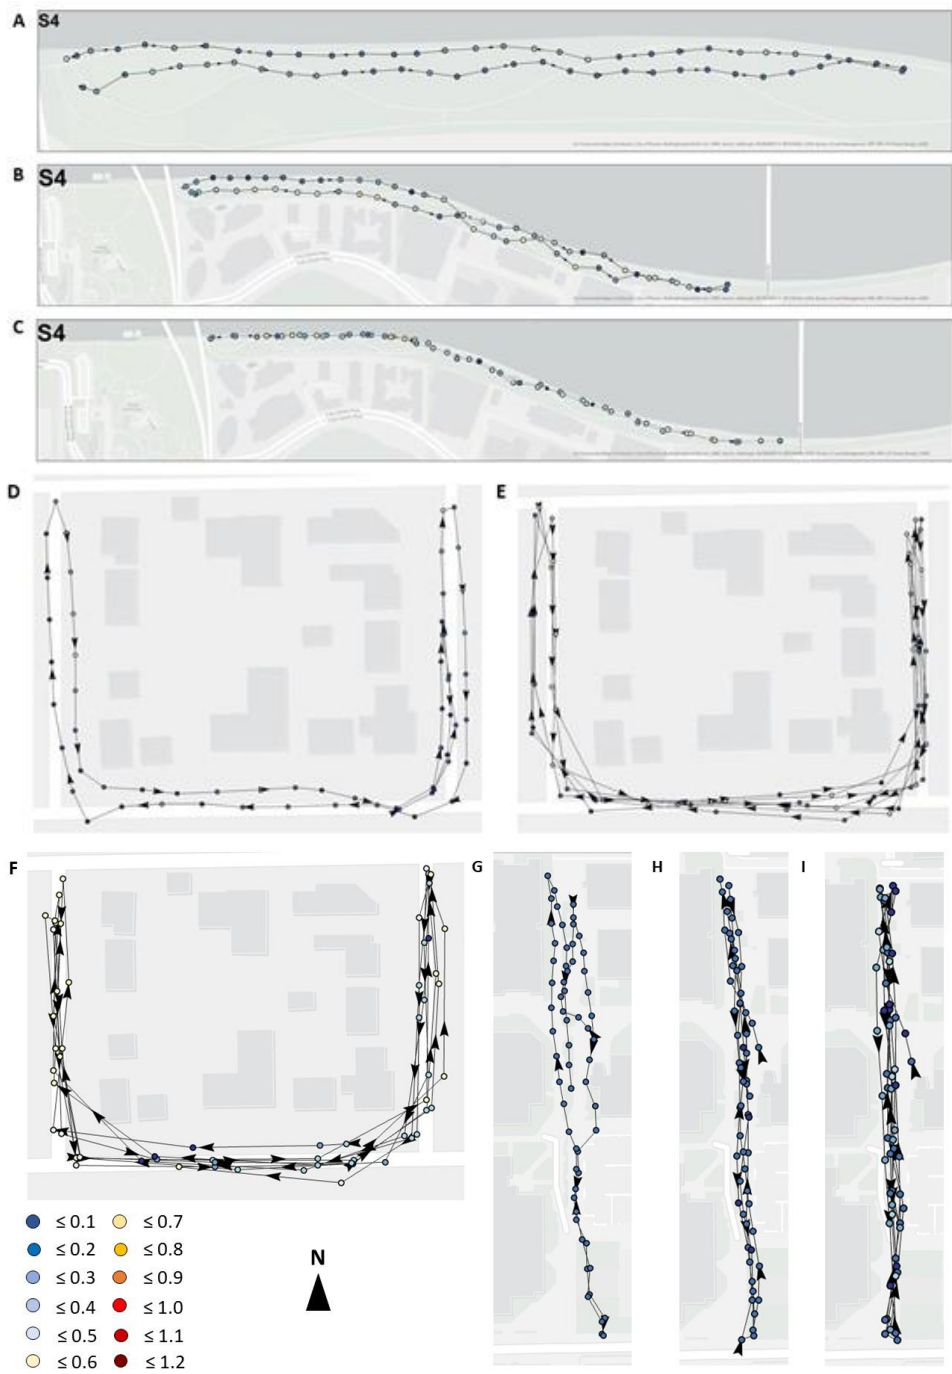 A S4
B S4
C S4
D E
F G H I
≤ 0.1 ≤ 0.7
≤ 0.2 ≤ 0.8
≤ 0.3 ≤ 0.9
≤ 0.4 ≤ 1.0
≤ 0.5 ≤ 1.1
≤ 0.6 ≤ 1.2
N